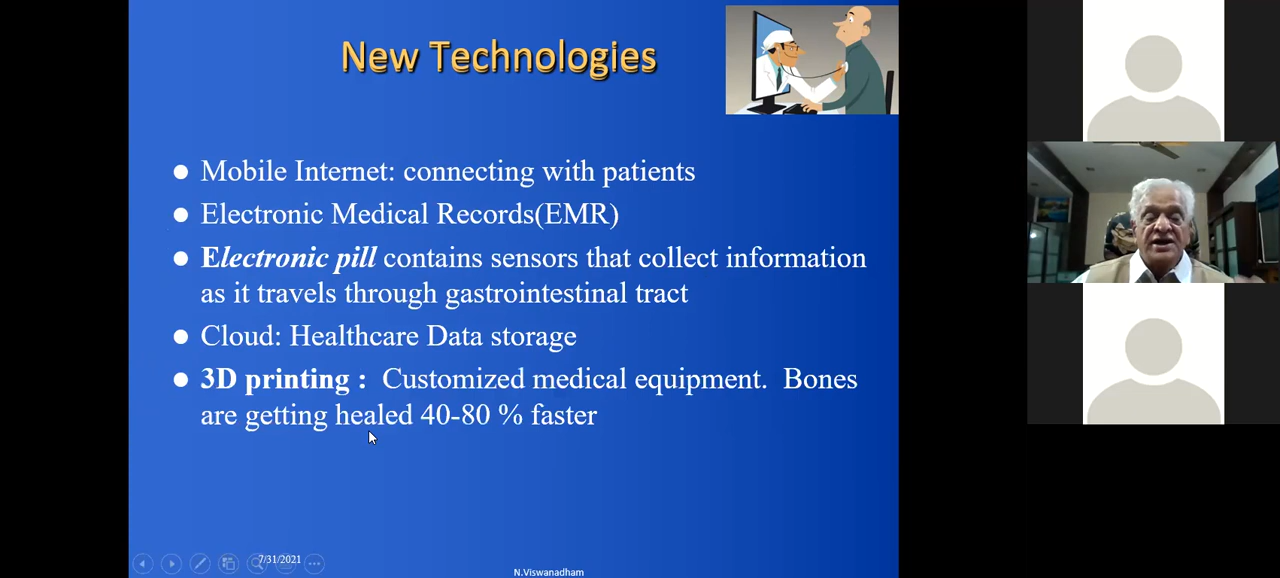 New Technologies
Mobile Internet: connecting with patients
Electronic Medical Records(EMR)
Electronic pill contains sensors that collect information
as it travels through gastrointestinal tract
Cloud: Healthcare Data storage
3D printing : Customized medical equipment. Bones
are getting healed 40-80 % faster
7/31/2021
N.Viswanadham